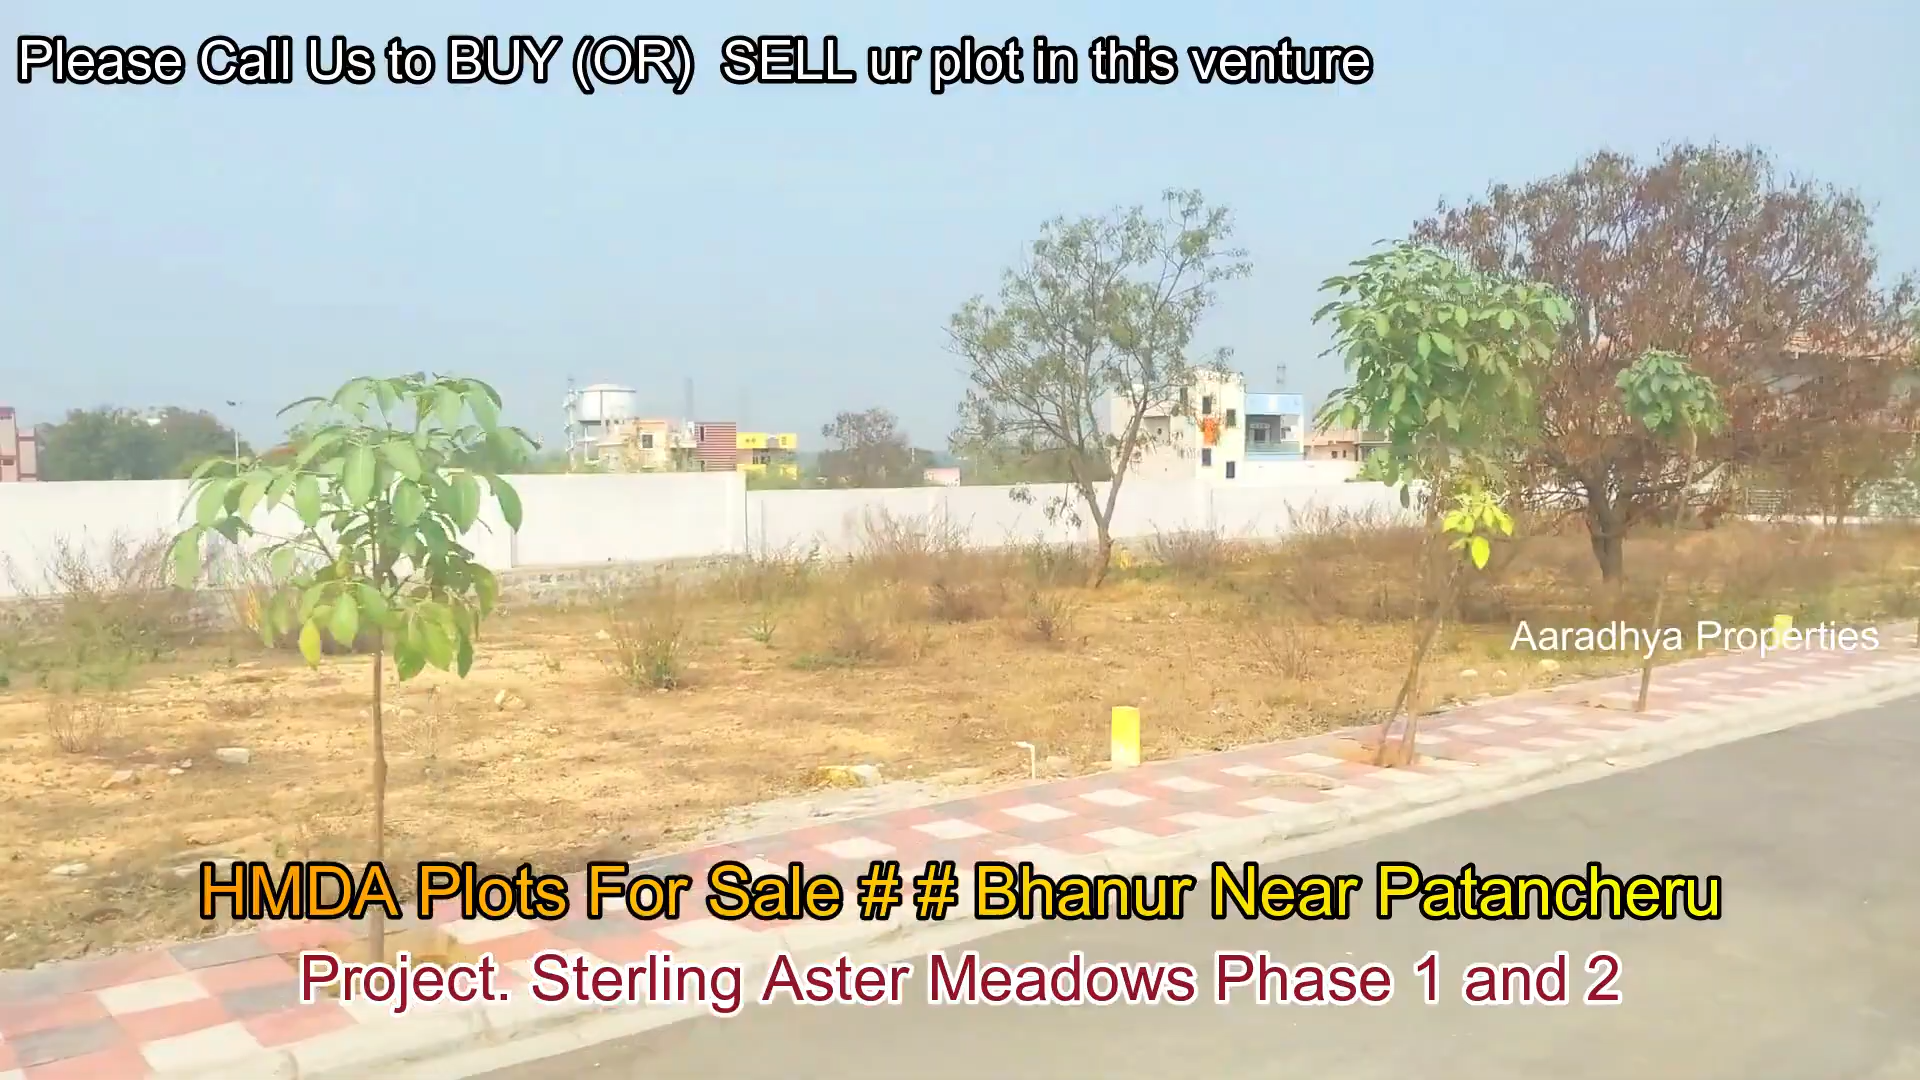 Please Call Us to BUY (OR) SELL ur plot in this venture
Aaradhya Properties
HMDA Plots For Sale # # Bhanur Near Patancheru
Project. Sterling Aster Meadows Phase 1 and 2